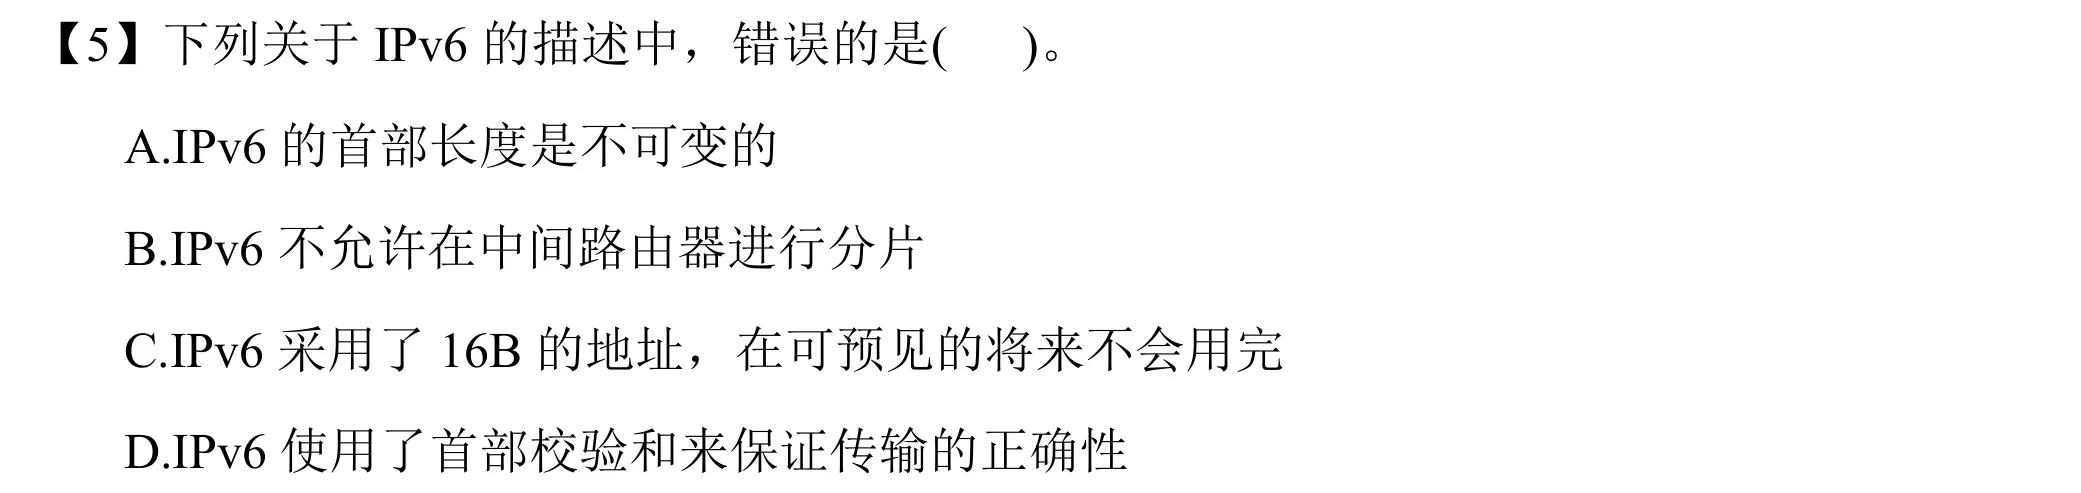 【5】下列关于 IPv6 的描述中，错误的是(    )。
A.IPv6 的首部长度是不可变的
B.IPv6 不允许在中间路由器进行分片
C.IPv6 采用了 16B 的地址，在可预见的将来不会用完
D.IPv6 使用了首部校验和来保证传输的正确性